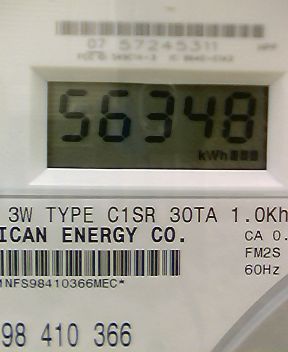 07 57245311
56348
kWh
3W TYPE C1SR 30TA 1.0Kh
ICAN ENERGY CO.
CA 0.
FM2S
60Hz
NFS98410366MEC*
98 410 366